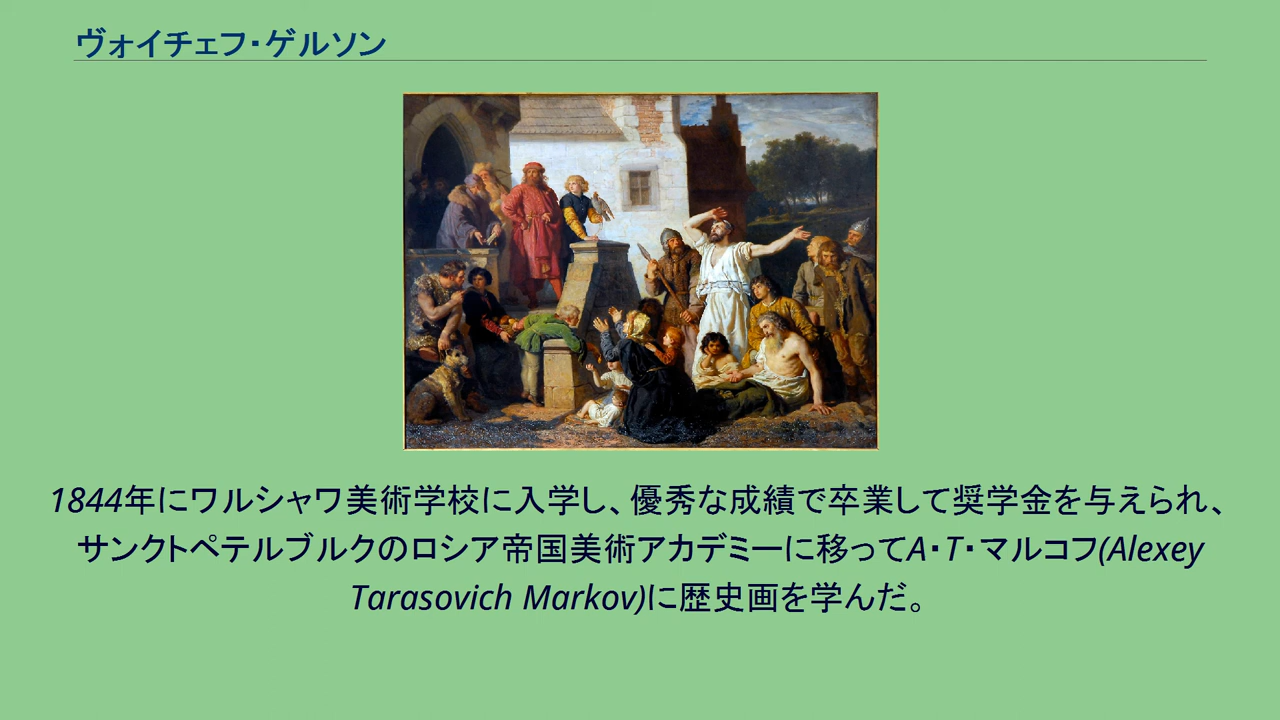 ヴォイチェフ・ゲルソン
1844年にワルシャワ美術学校に入学し、優秀な成績で卒業して奨学金を与えられ、
サンクトペテルブルクのロシア帝国美術アカデミーに移ってA・T・マルコフ(Alexey
Tarasovich Markov)に歴史画を学んだ。